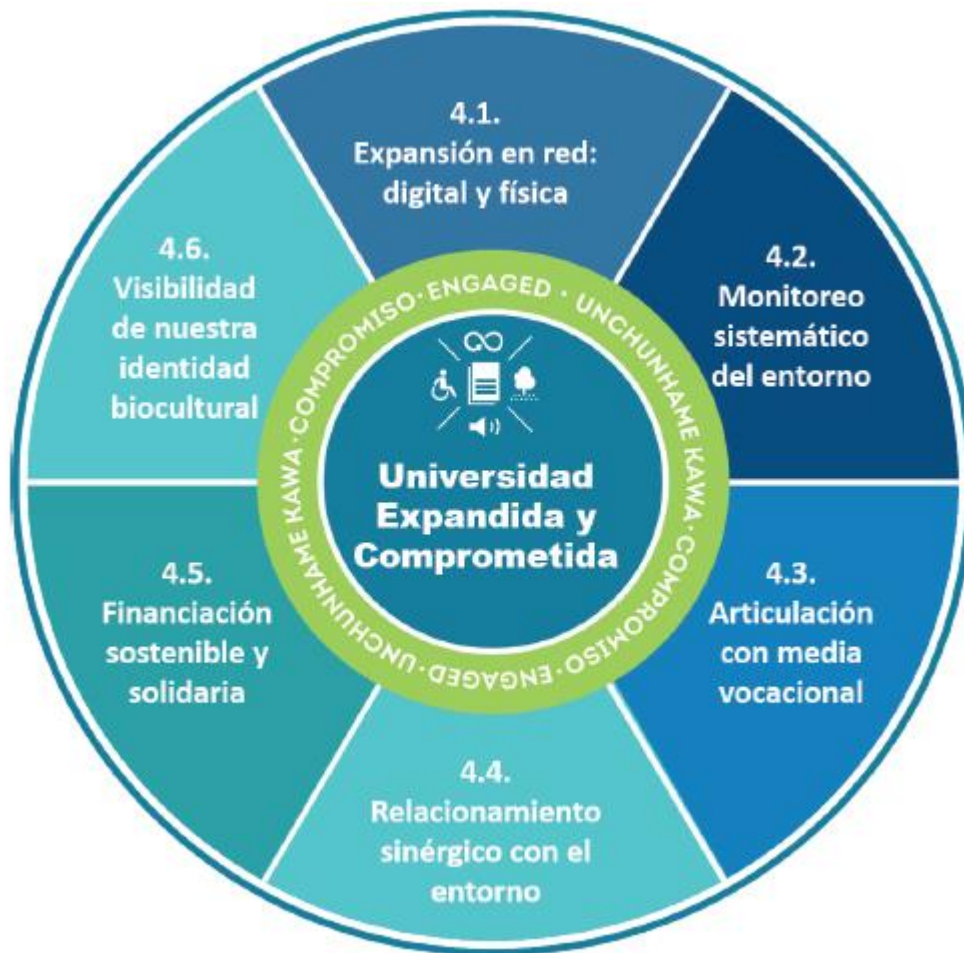 4.1.
Expansión en red:
digital y física
4.2.
Monitoreo
sistemático
del entorno
4.3.
Articulación
con media
vocacional
4.4.
Relacionamiento
sinérgico con el
entorno
4.5.
Financiación
sostenible y
solidaria
4.6.
Visibilidad
de nuestra
identidad
biocultural
COMPROMISO·ENGAGED · UNCHUNHAME KAWA·COMPROMISO·ENGAGED·UNCHUNHAME KAWA·
Universidad
Expandida y
Comprometida